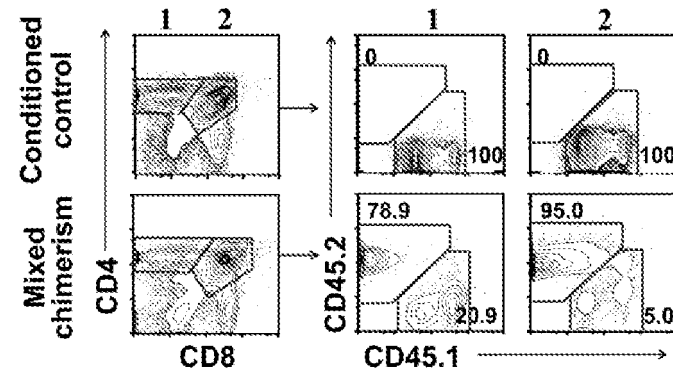 1 2 1 2
Conditioned control
0 100
0 100
Mixed chimerism
78.9 20.9
95.0 5.0
CD4
CD45.2
CD8
CD45.1